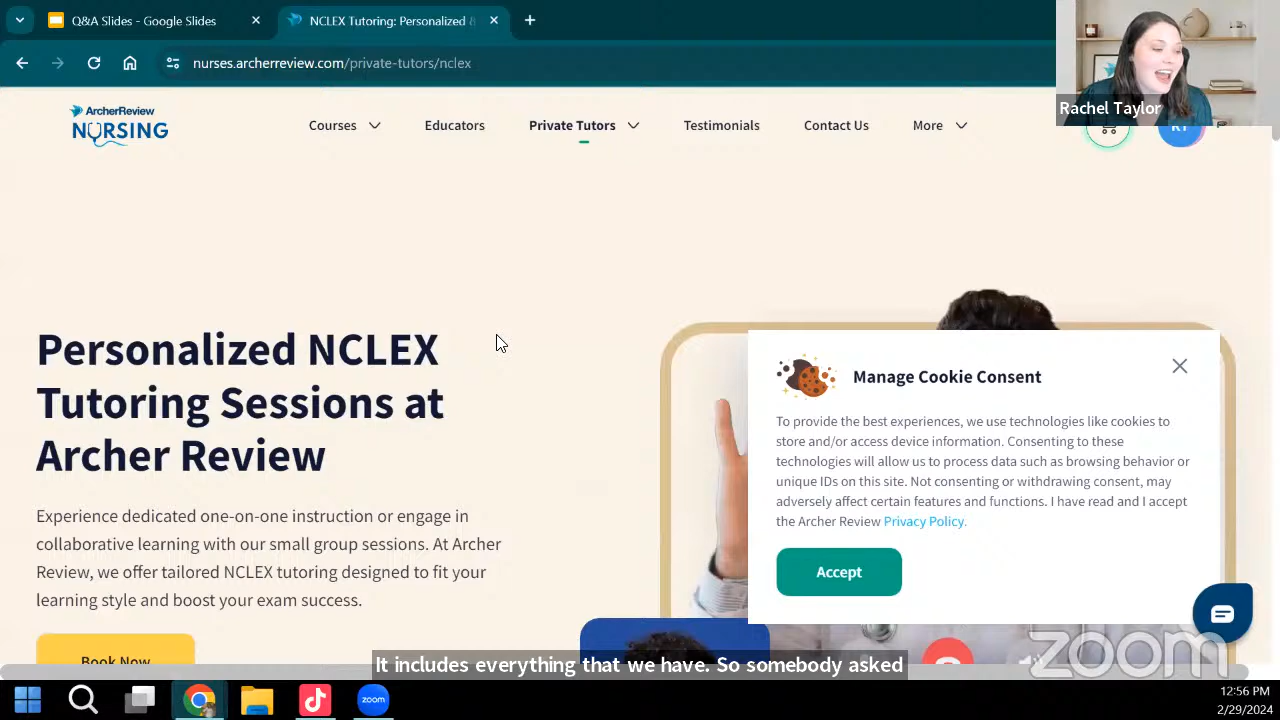 Q&A Slides - Google Slides
NCLEX Tutoring: Personalized &
nurses.archerreview.com/private-tutors/nclex
Rachel Taylor
ArcherReview
NURSING
Courses
Educators
Private Tutors
Testimonials
Contact Us
More
Personalized NCLEX
Tutoring Sessions at
Archer Review
Experience dedicated one-on-one instruction or engage in
collaborative learning with our small group sessions. At Archer
Review, we offer tailored NCLEX tutoring designed to fit your
learning style and boost your exam success.
Book Now
Manage Cookie Consent
To provide the best experiences, we use technologies like cookies to
store and/or access device information. Consenting to these
technologies will allow us to process data such as browsing behavior or
unique IDs on this site. Not consenting or withdrawing consent, may
adversely affect certain features and functions. I have read and I accept
the Archer Review Privacy Policy.
Accept
zoom
It includes everything that we have. So somebody asked
zoom
12:56 PM
2/29/2024